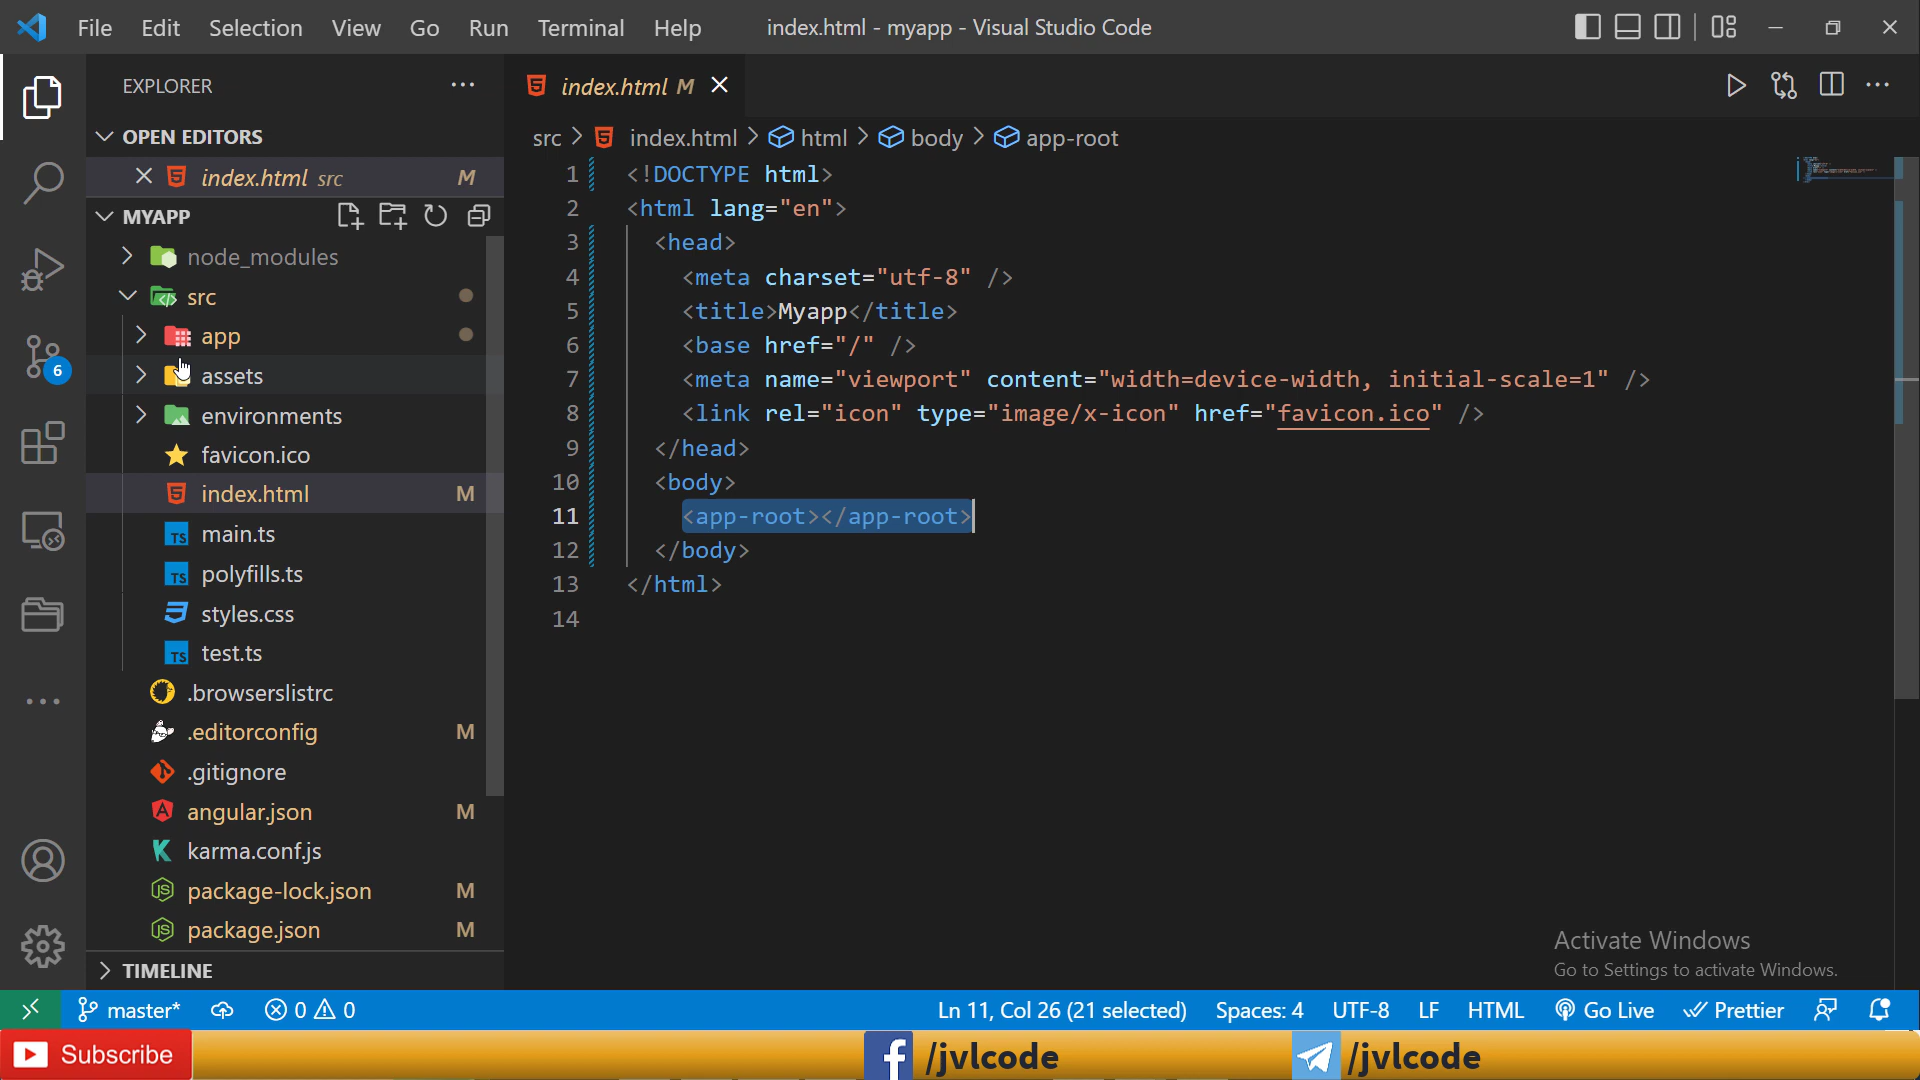 File Edit Selection View Go Run Terminal Help index.html - myapp - Visual Studio Code
EXPLORER
index.html M
OPEN EDITORS
index.html src M
MYAPP
node_modules
src
app
assets
environments
favicon.ico
index.html M
main.ts
polyfills.ts
styles.css
test.ts
.browserslistrc
.editorconfig M
.gitignore
angular.json M
karma.conf.js
package-lock.json M
package.json M
TIMELINE
6
src > index.html > html > body > app-root
1 <!DOCTYPE html>
2 <html lang="en">
3 <head>
4 <meta charset="utf-8" />
5 <title>Myapp</title>
6 <base href="/" />
7 <meta name="viewport" content="width=device-width, initial-scale=1" />
8 <link rel="icon" type="image/x-icon" href="favicon.ico" />
9 </head>
10 <body>
11 <app-root></app-root>
12 </body>
13 </html>
14
Activate Windows
Go to Settings to activate Windows.
master* 0 0 Ln 11, Col 26 (21 selected) Spaces: 4 UTF-8 LF HTML Go Live Prettier
Subscribe f /jvlcode /jvlcode